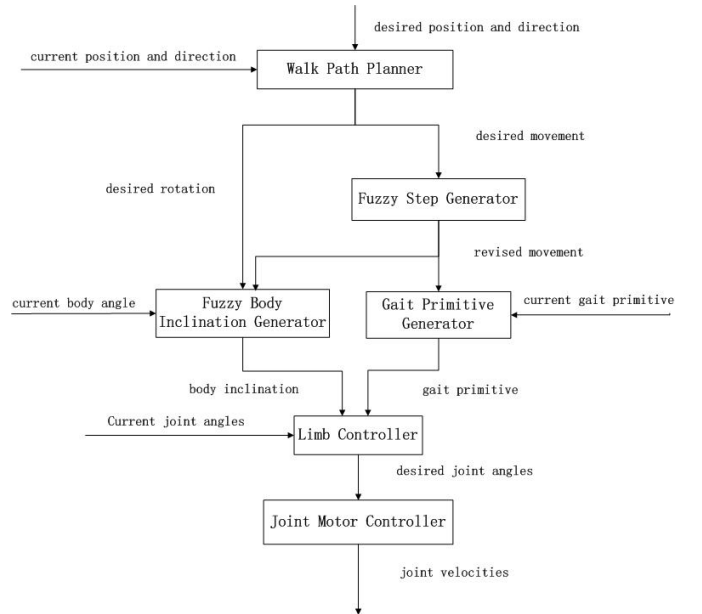 desired position and direction
current position and direction
Walk Path Planner
desired movement
desired rotation
Fuzzy Step Generator
revised movement
current body angle
Fuzzy Body
Inclination Generator
Gait Primitive
Generator
current gait primitive
body inclination
gait primitive
Current joint angles
Limb Controller
desired joint angles
Joint Motor Controller
joint velocities